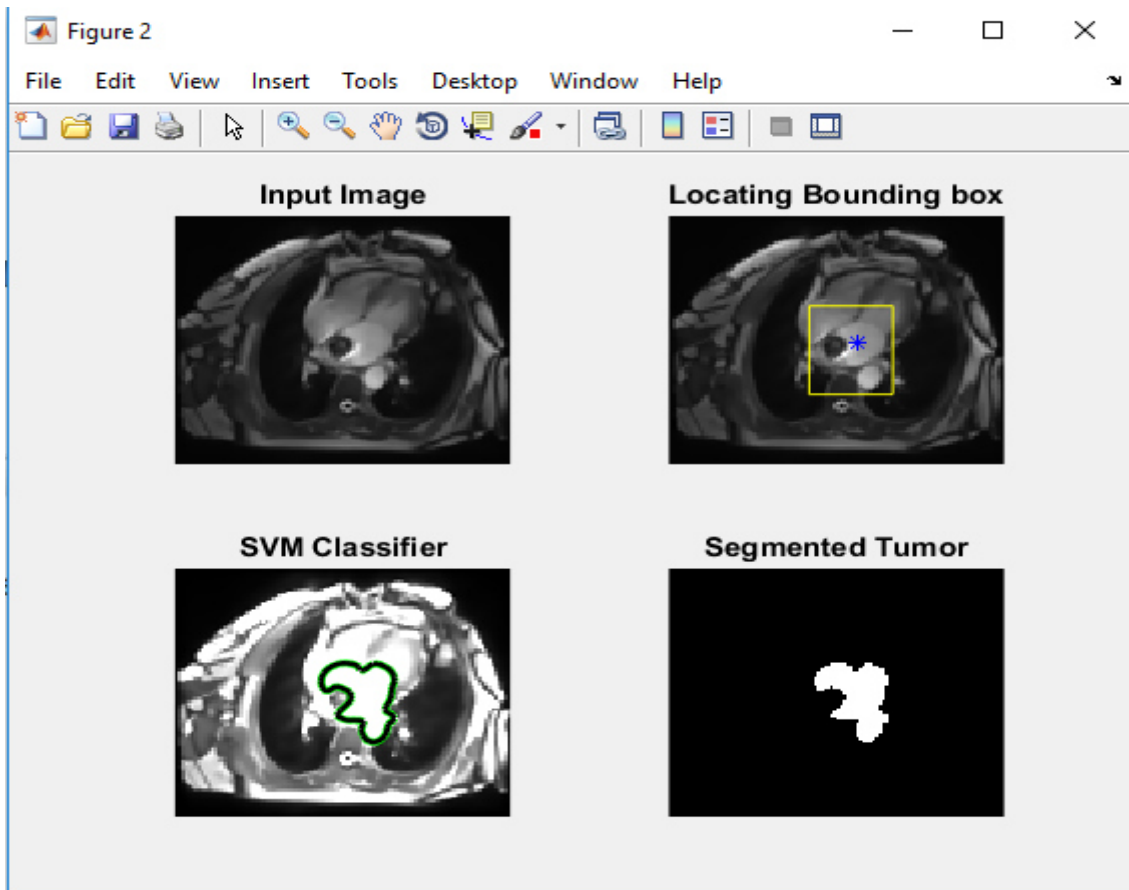 Figure 2
File Edit View Insert Tools Desktop Window Help
Input Image
Locating Bounding box
SVM Classifier
Segmented Tumor